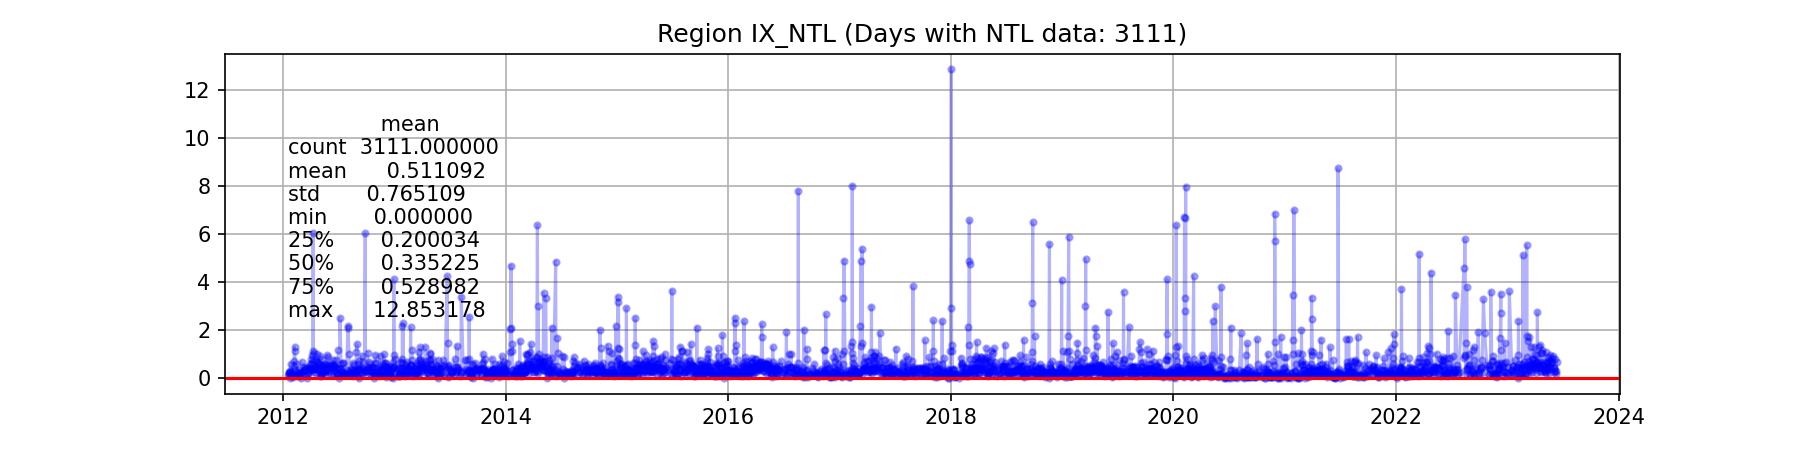 Region IX_NTL (Days with NTL data: 3111)
12
10
8
6
4
2
0
mean
count 3111.000000
mean 0.511092
std 0.765109
min 0.000000
25% 0.200034
50% 0.335225
75% 0.528982
max 12.853178
2012 2014 2016 2018 2020 2022 2024